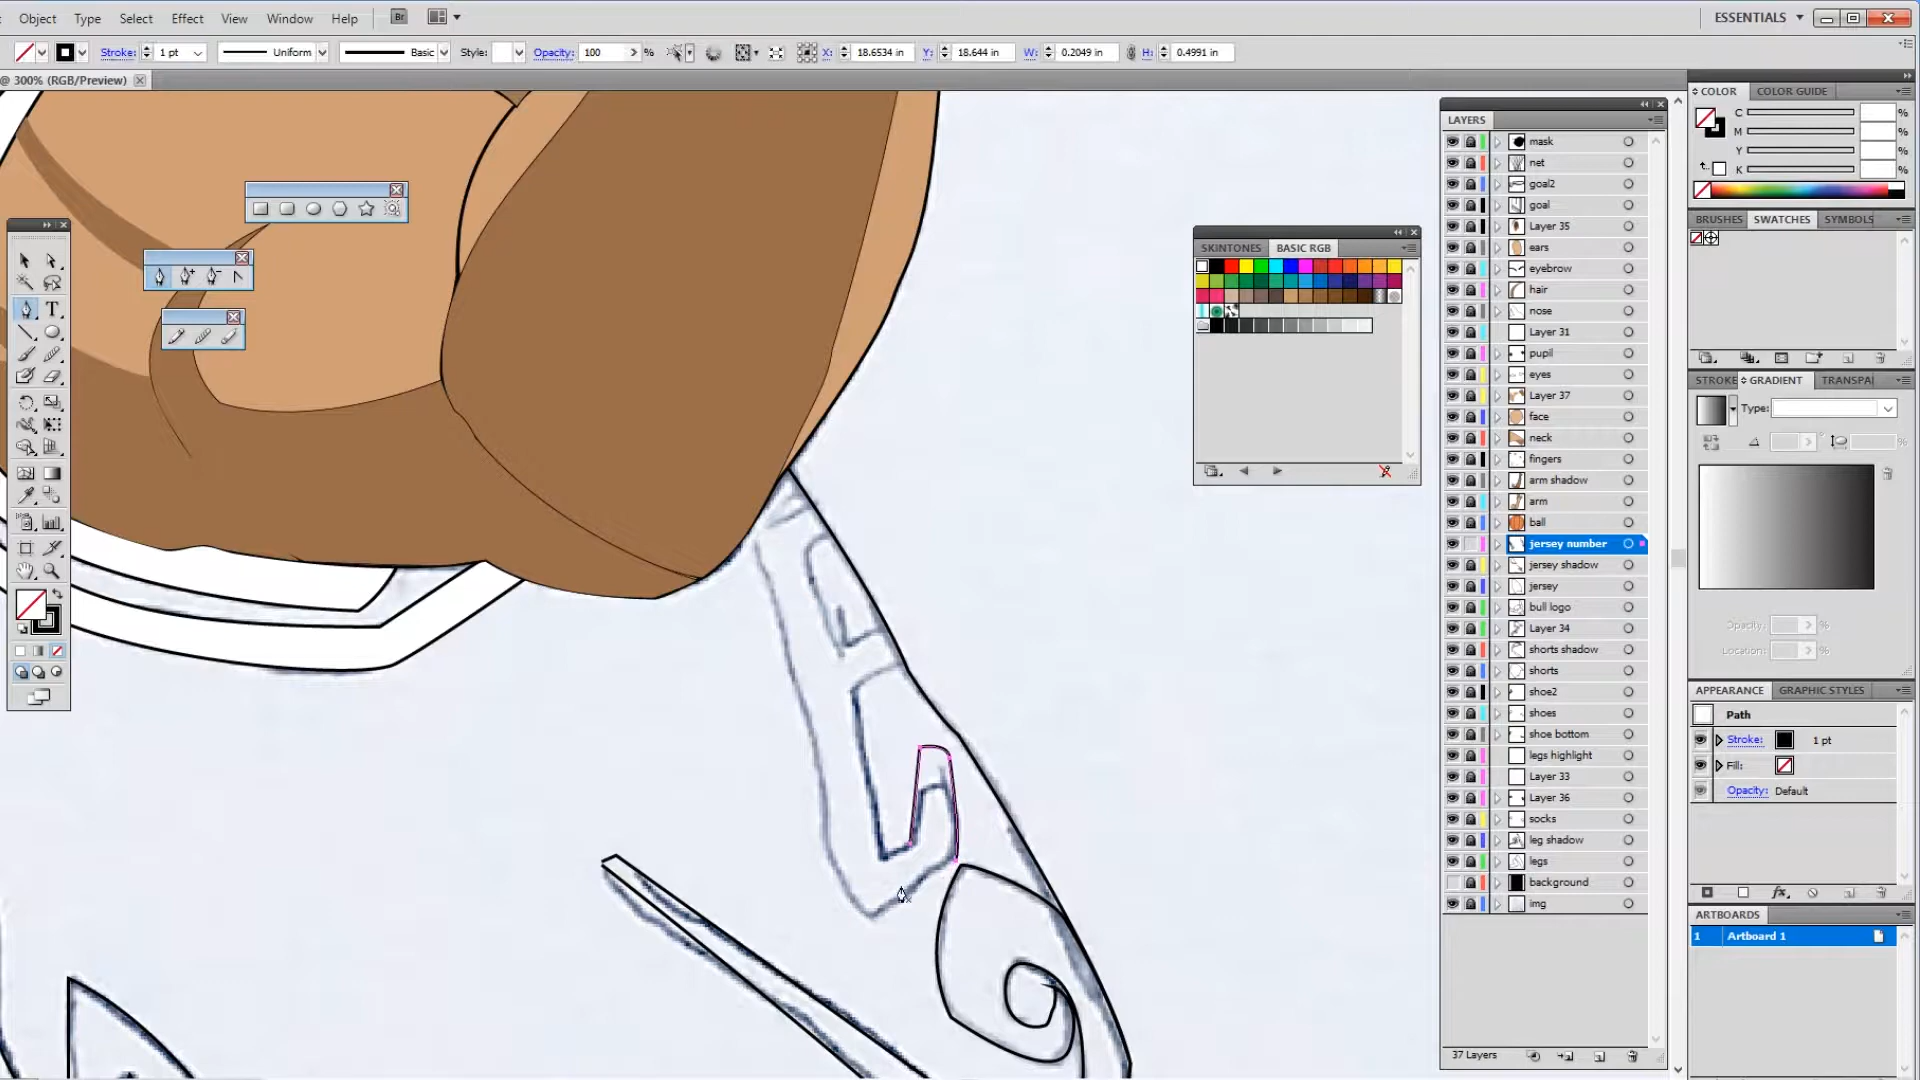 Object Type Select Effect View Window Help Br ESSENTIALS
Stroke: 1 pt Uniform Basic Style: Opacity: 100 % X: 18.6534 in Y: 18.644 in W: 0.2049 in H: 0.4991 in
@ 300% (RGB/Preview)
LAYERS
mask
net
goal2
goal
Layer 35
ears
eyebrow
hair
nose
Layer 31
pupil
eyes
Layer 37
face
neck
fingers
arm shadow
arm
ball
jersey number
jersey shadow
jersey
bull logo
Layer 34
shorts shadow
shorts
shoe2
shoes
shoe bottom
legs highlight
Layer 33
Layer 36
socks
leg shadow
legs
background
img
37 Layers
SKINTONES BASIC RGB
COLOR COLOR GUIDE
C %
M %
Y %
K %
BRUSHES SWATCHES SYMBOLS
STROKE GRADIENT TRANSPA
Type:
Opacity: %
Location: %
APPEARANCE GRAPHIC STYLES
Path
Stroke: 1 pt
Fill:
Opacity: Default
ARTBOARDS
1 Artboard 1